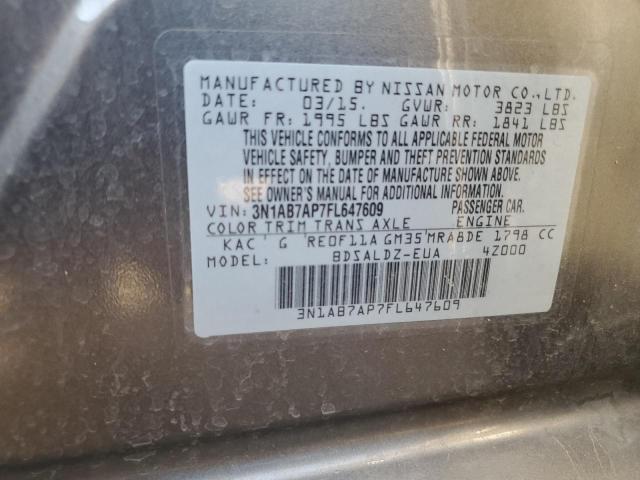 MANUFACTURED BY NISSAN MOTOR CO.,LTD.
DATE: 03/15. GVWR: 3823 LBS
GAWR FR: 1995 LBS GAWR RR: 1841 LBS
THIS VEHICLE CONFORMS TO ALL APPLICABLE FEDERAL MOTOR
VEHICLE SAFETY, BUMPER AND THEFT PREVENTION STANDARDS
IN EFFECT ON THE DATE OF MANUFACTURE SHOWN ABOVE.
SEE OWNER'S MANUAL FOR ADDITIONAL INFORMATION.
VIN: 3N1AB7AP7FL647609 PASSENGER CAR.
COLOR TRIM TRANS AXLE ENGINE
KAC G RE0F11A GM35 MRA8DE 1798 CC
MODEL: BDSALDZ-EUA 4Z000
3N1AB7AP7FL647609